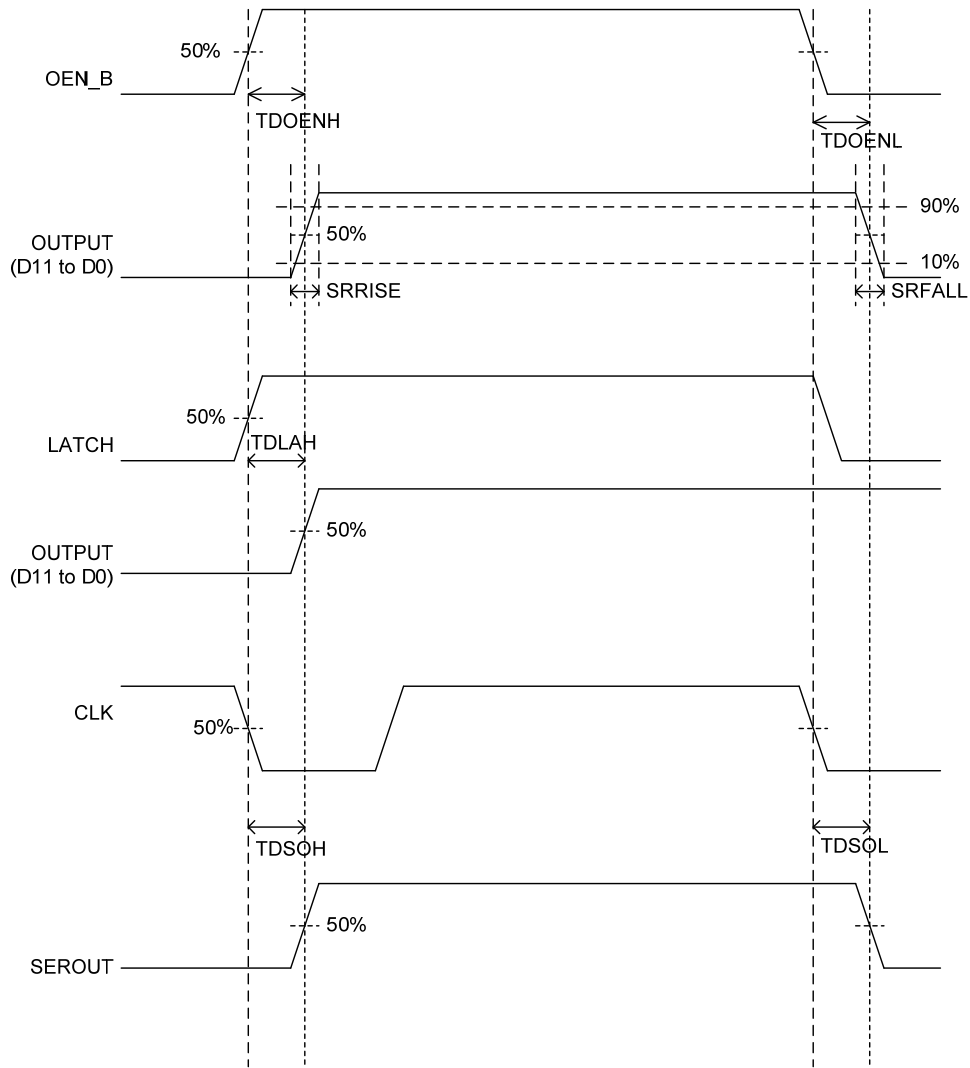 50%
OEN_B
TDOENH
TDOENL
90%
OUTPUT
(D11 to D0)
50%
10%
SRRISE
SRFALL
50%
LATCH
TDLAH
OUTPUT
(D11 to D0)
50%
CLK
50%
TDSOH
TDSOL
50%
SEROUT